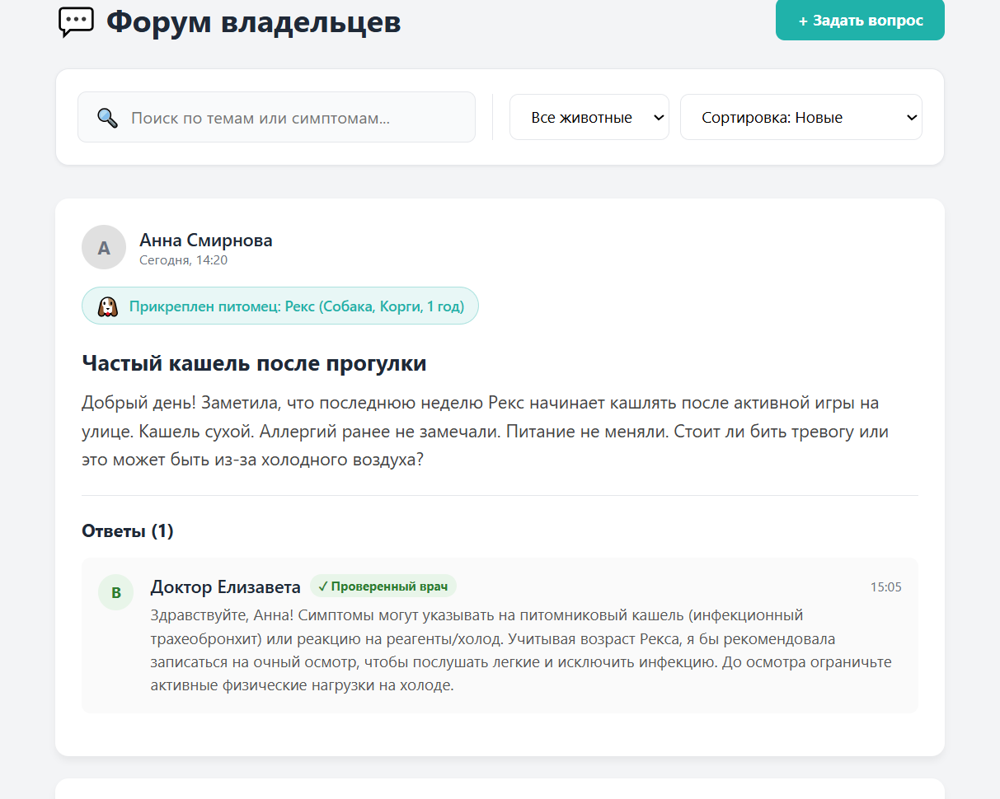 Форум владельцев
+ Задать вопрос
Поиск по темам или симптомам...
Все животные
Сортировка: Новые
А
Анна Смирнова
Сегодня, 14:20
Прикреплен питомец: Рекс (Собака, Корги, 1 год)
Частый кашель после прогулки
Добрый день! Заметила, что последнюю неделю Рекс начинает кашлять после активной игры на
улице. Кашель сухой. Аллергий ранее не замечали. Питание не меняли. Стоит ли бить тревогу или
это может быть из-за холодного воздуха?
Ответы (1)
В
Доктор Елизавета
✓ Проверенный врач
15:05
Здравствуйте, Анна! Симптомы могут указывать на питомниковый кашель (инфекционный
трахеобронхит) или реакцию на реагенты/холод. Учитывая возраст Рекса, я бы рекомендовала
записаться на очный осмотр, чтобы послушать легкие и исключить инфекцию. До осмотра ограничьте
активные физические нагрузки на холоде.